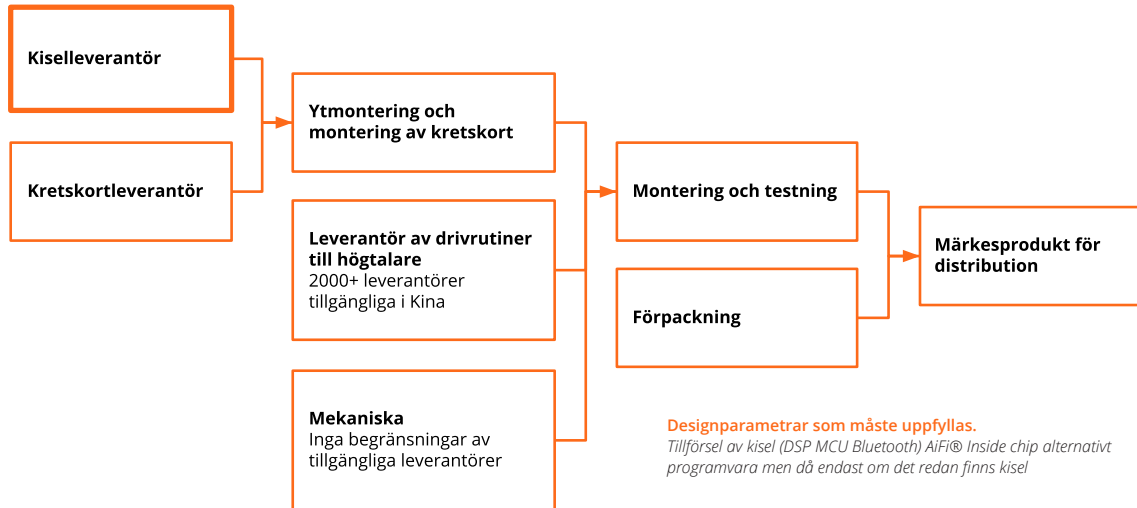 Kiselleverantör
Kretskortleverantör
Ytmontering och
montering av kretskort
Leverantör av drivrutiner
till högtalare
2000+ leverantörer
tillgängliga i Kina
Mekaniska
Inga begränsningar av
tillgängliga leverantörer
Montering och testning
Förpackning
Märkesprodukt för
distribution
Designparametrar som måste uppfyllas.
Tillförsel av kisel (DSP MCU Bluetooth) AiFi® Inside chip alternativt
programvara men då endast om det redan finns kisel